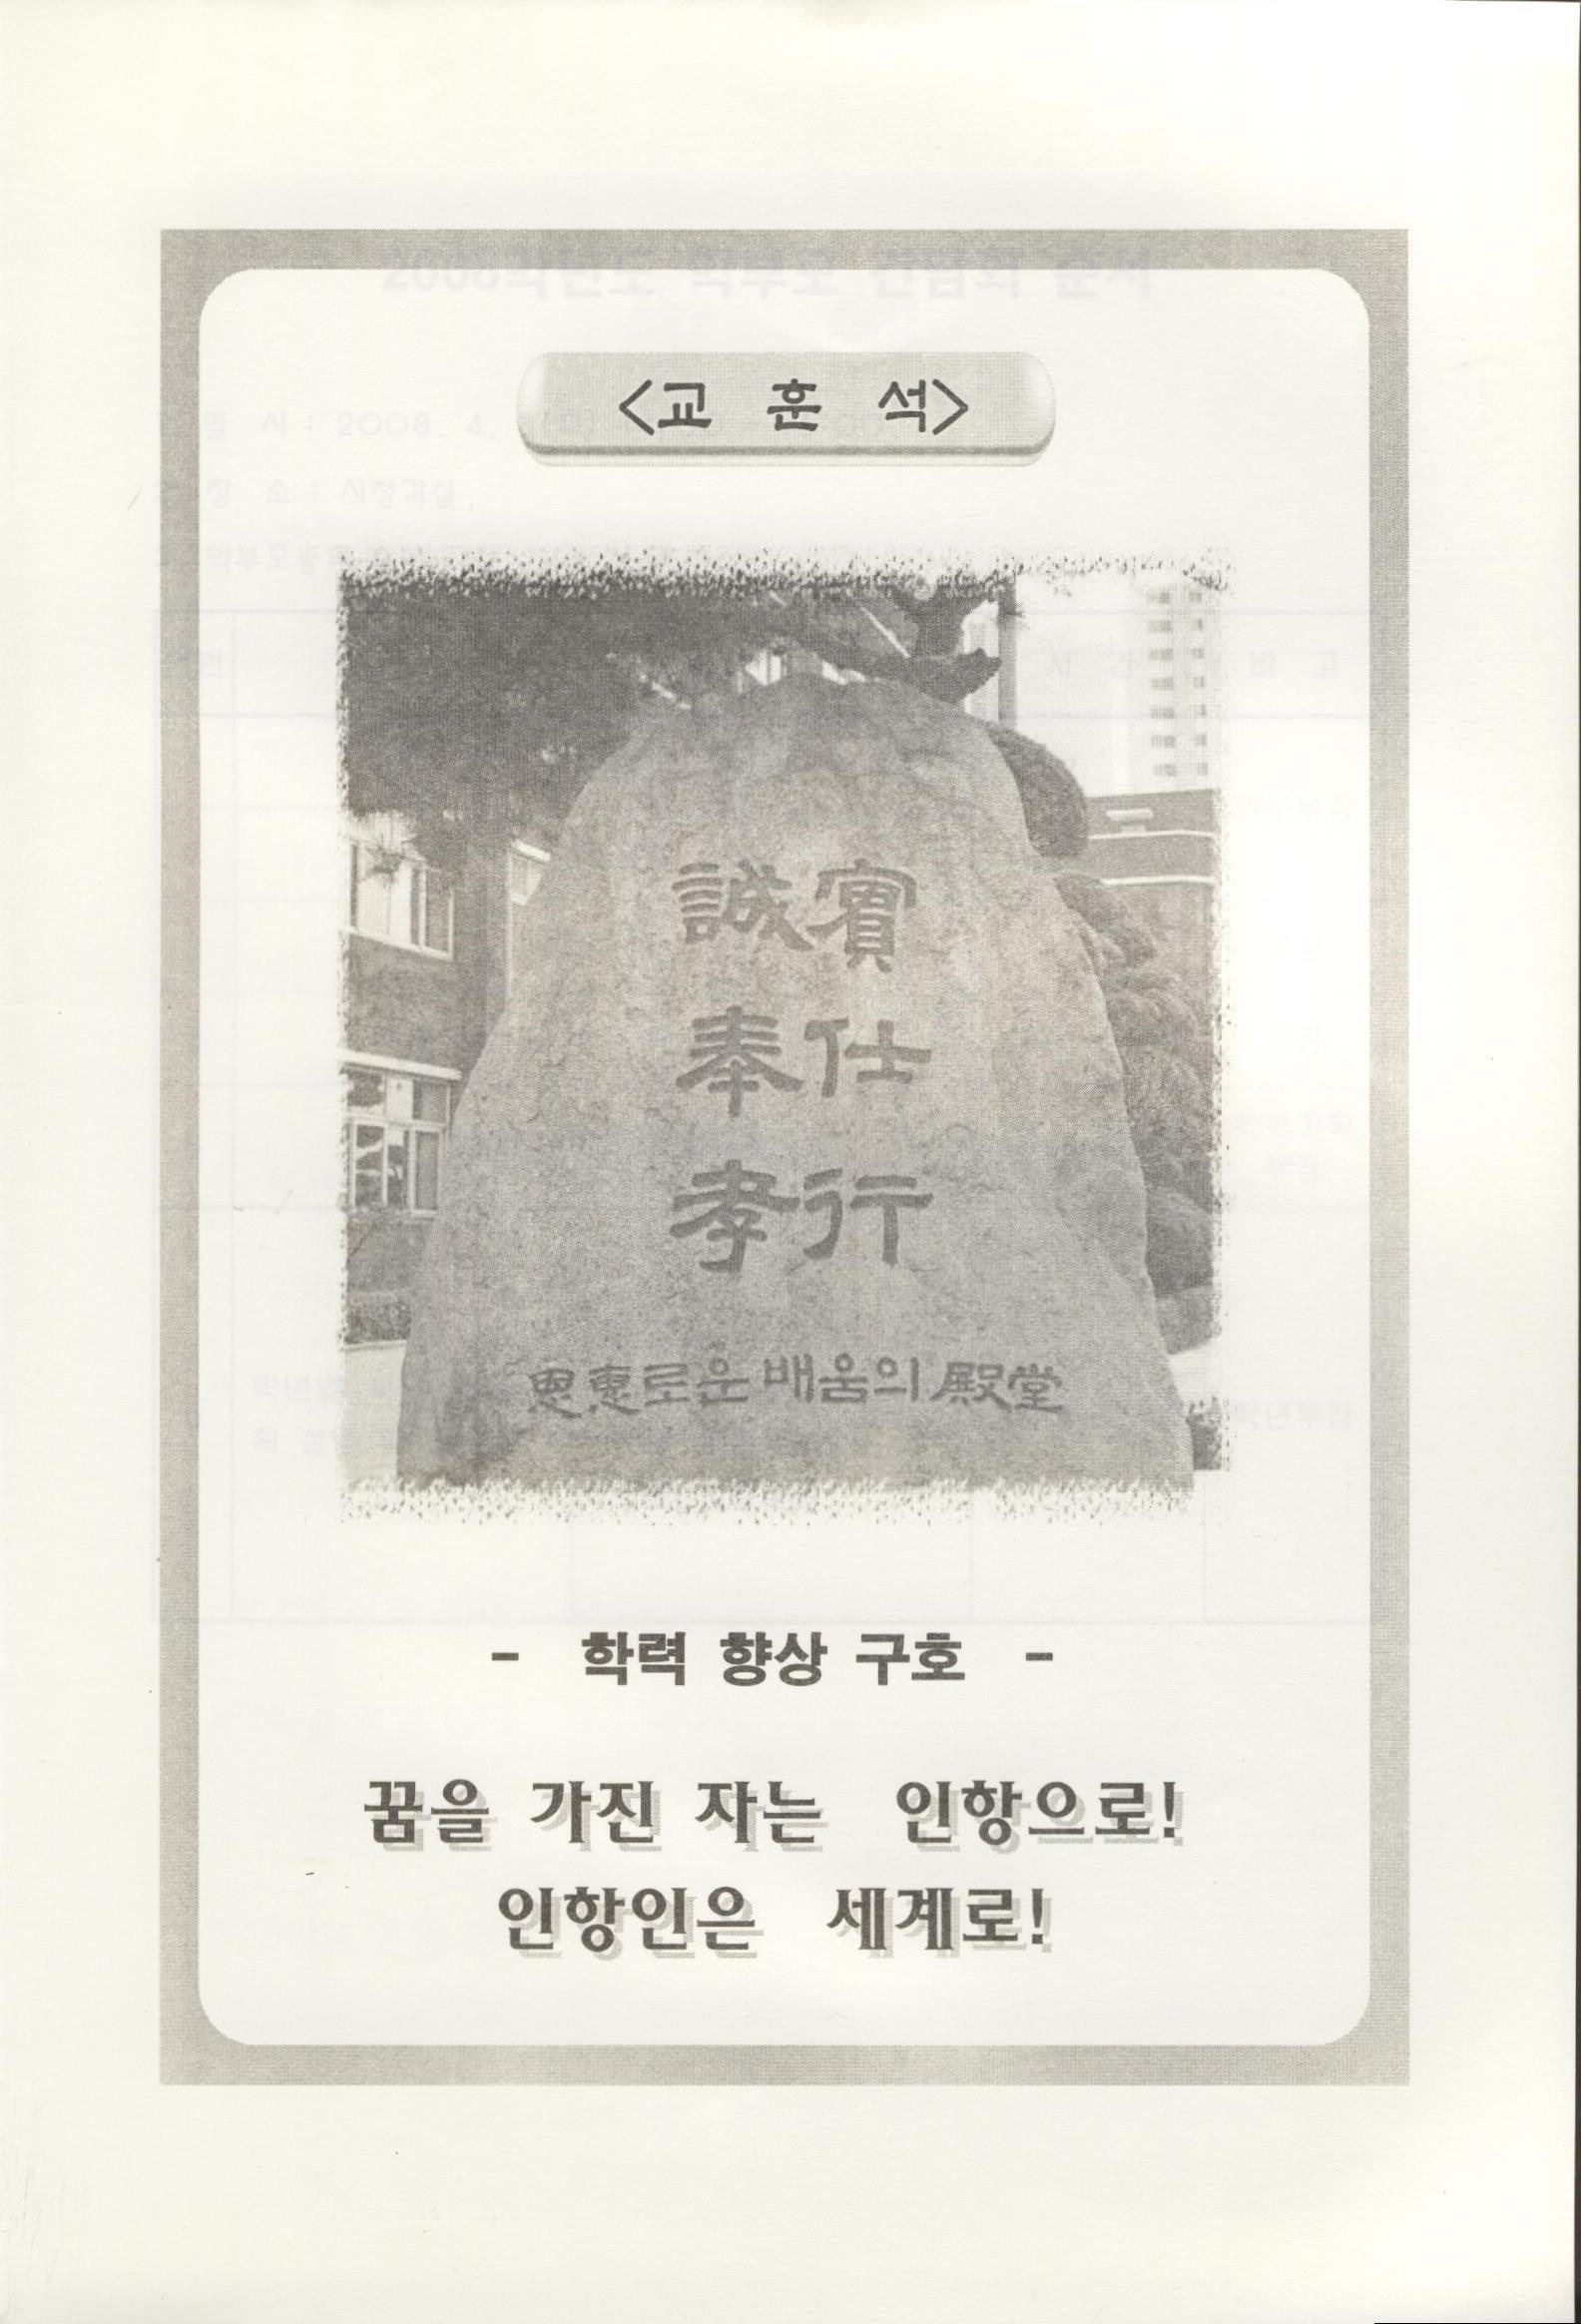 <교 훈 석>
誠實
奉仕
孝行
恩惠로운 배움의 殿堂
- 학력 향상 구호 -
꿈을 가진 자는 인항으로!
인항인은 세계로!